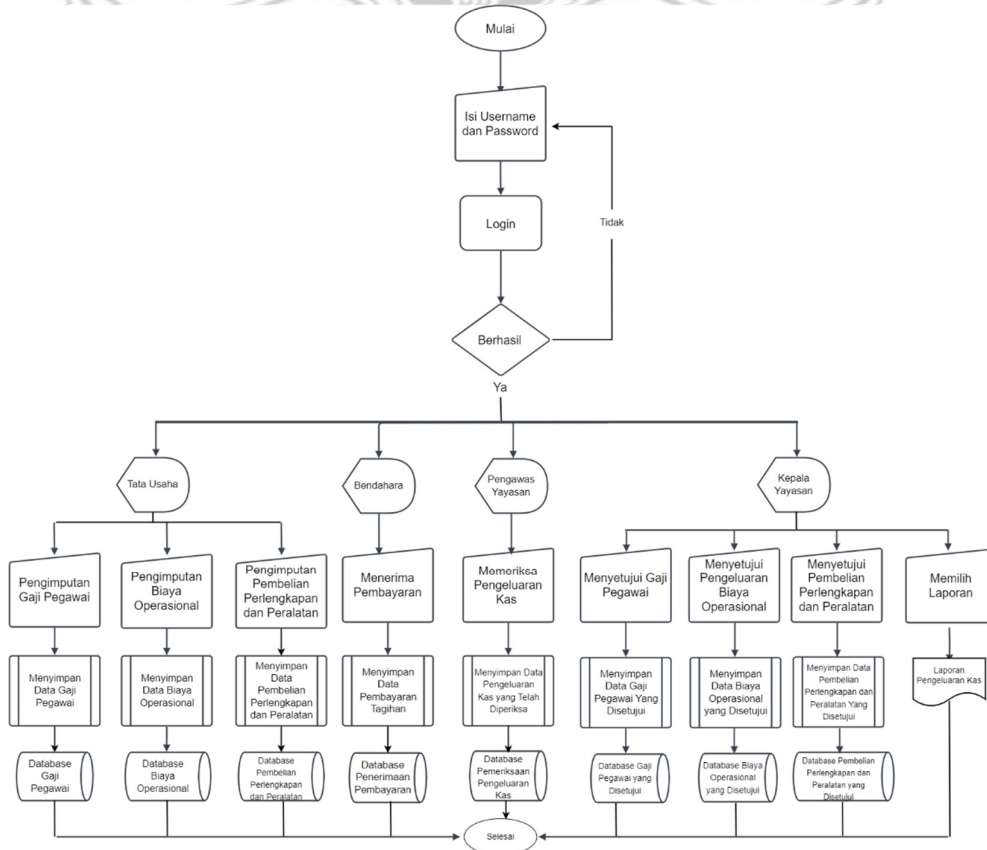 Mulai
Isi Username
dan Password
Login
Tidak
Berhasil
Ya
Tata Usaha
Bendahara
Pengawas
Yayasan
Kepala
Yayasan
Pengimputan
Gaji Pegawai
Pengimputan
Biaya
Operasional
Pengimputan
Pembelian
Perlengkapan
dan Peralatan
Menerima
Pembayaran
Memeriksa
Pengeluaran
Kas
Menyetujui Gaji
Pegawai
Menyetujui
Pengeluaran
Biaya
Operasional
Menyetujui
Pembelian
Perlengkapan
dan Peralatan
Memilih
Laporan
Menyimpan
Data Gaji
Pegawai
Menyimpan
Data Biaya
Operasional
Menyimpan
Data
Pembelian
Perlengkapan
dan Peralatan
Menyimpan
Data
Pembayaran
Tagihan
Menyimpan Data
Pengeluaran
Kas yang Telah
Diperiksa
Menyimpan
Data Gaji
Pegawai Yang
Disetujui
Menyimpan
Data Biaya
Operasional
yang Disetujui
Menyimpan Data
Pembelian
Perlengkapan dan
Peralatan Yang
Disetujui
Laporan
Pengeluaran Kas
Database
Gaji
Pegawai
Database
Biaya
Operasional
Database
Pembelian
Perlengkapan
dan Peralatan
Database
Penerimaan
Pembayaran
Database
Pemeriksaan
Pengeluaran
Kas
Database Gaji
Pegawai yang
Disetujui
Database Biaya
Operasional
yang Disetujui
Database Pembelian
Perlengkapan dan
Peralatan yang
Disetujui
Selesai